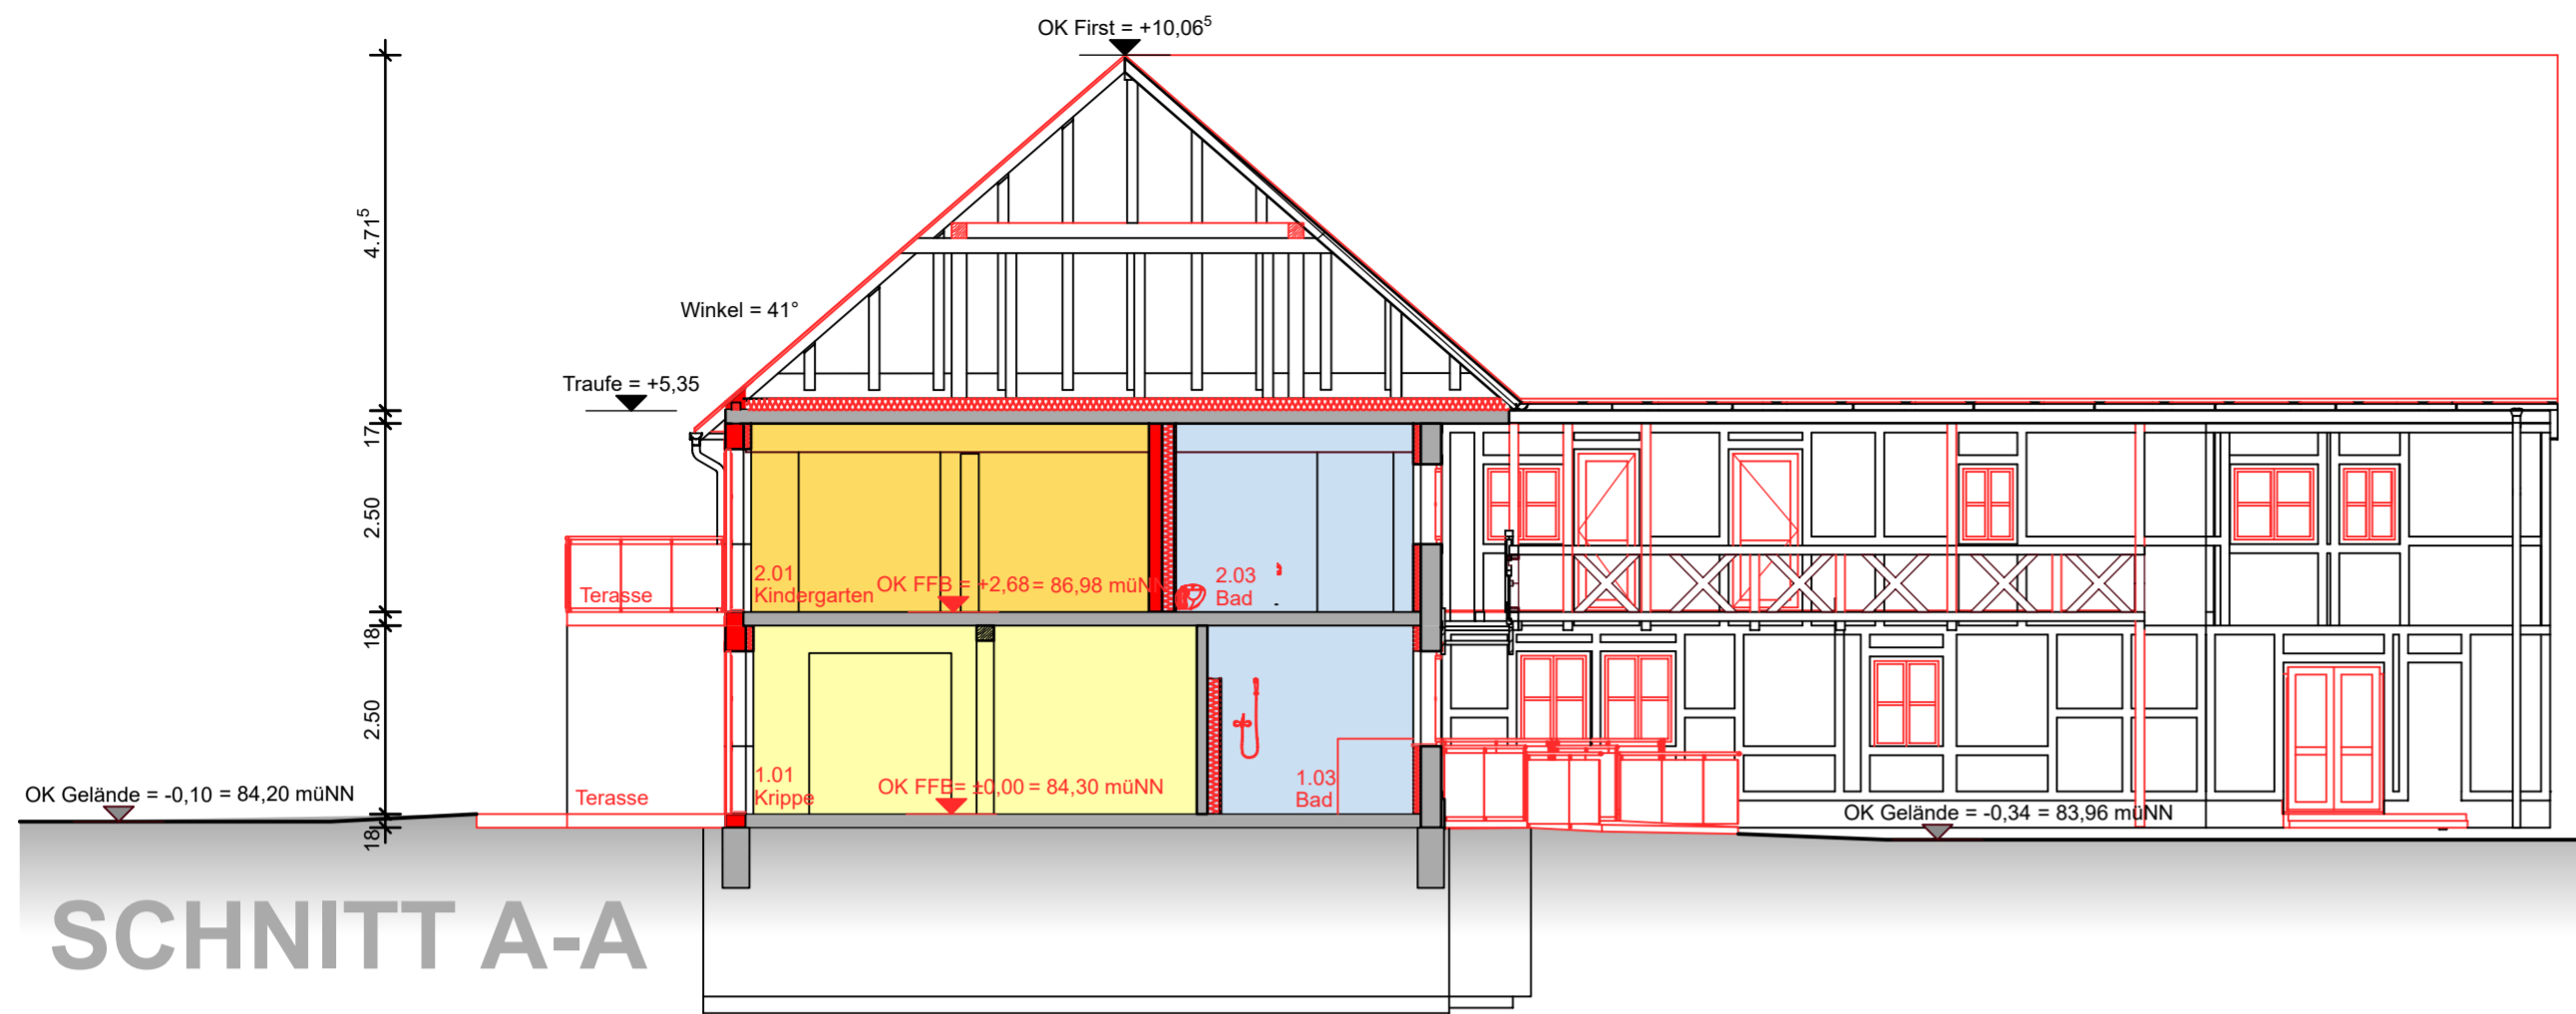 OK First = +10,06⁵
4.71⁵
Winkel = 41°
Traufe = +5,35
17
2.50
2.01
Kindergarten
OK FFB = +2,68 = 86,98 müNN
2.03
Bad
Terasse
18
2.50
1.01
Krippe
OK FFB= ±0,00 = 84,30 müNN
1.03
Bad
Terasse
OK Gelände = -0,10 = 84,20 müNN
OK Gelände = -0,34 = 83,96 müNN
18
SCHNITT A-A